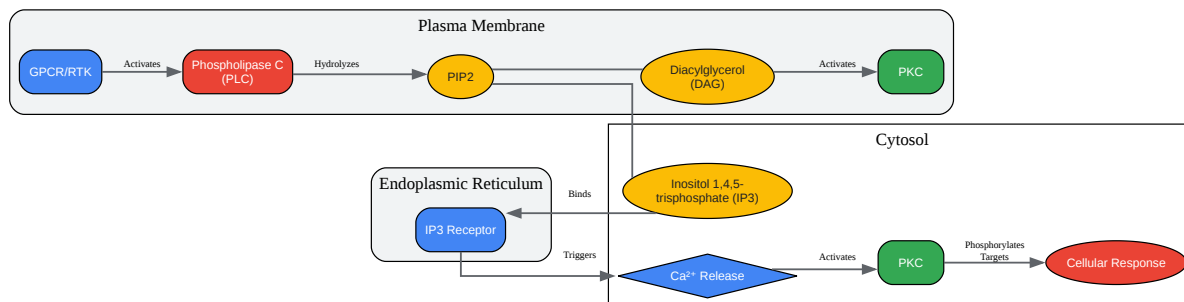 Plasma Membrane
GPCR/RTK
Activates
Phospholipase C
(PLC)
Hydrolyzes
PIP2
Diacylglycerol
(DAG)
Activates
PKC
Cytosol
Endoplasmic Reticulum
Inositol 1,4,5-
trisphosphate (IP3)
Binds
IP3 Receptor
Triggers
Ca²⁺ Release
Activates
PKC
Phosphorylates
Targets
Cellular Response